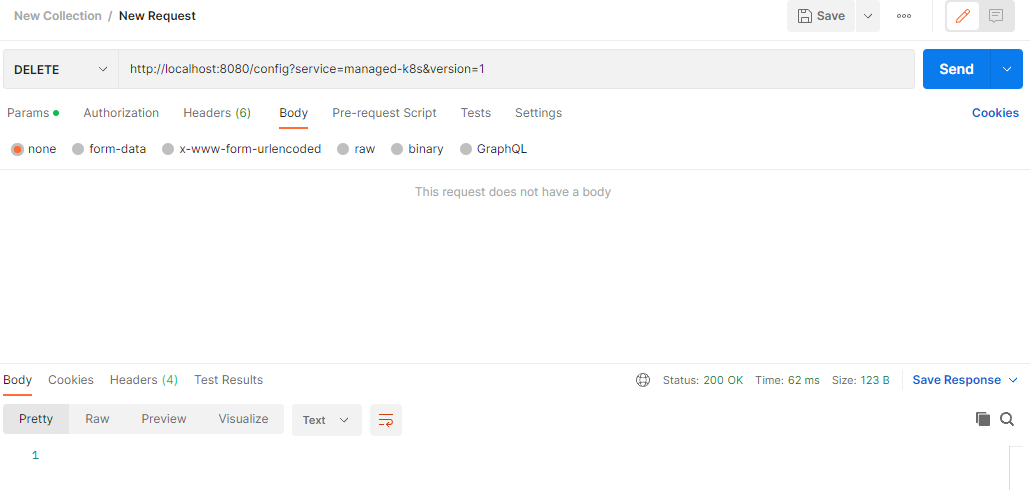 New Collection / New Request
Save
DELETE
http://localhost:8080/config?service=managed-k8s&version=1
Send
Params Authorization Headers (6) Body Pre-request Script Tests Settings Cookies
none form-data x-www-form-urlencoded raw binary GraphQL
This request does not have a body
Body Cookies Headers (4) Test Results Status: 200 OK Time: 62 ms Size: 123 B Save Response
Pretty Raw Preview Visualize Text
1